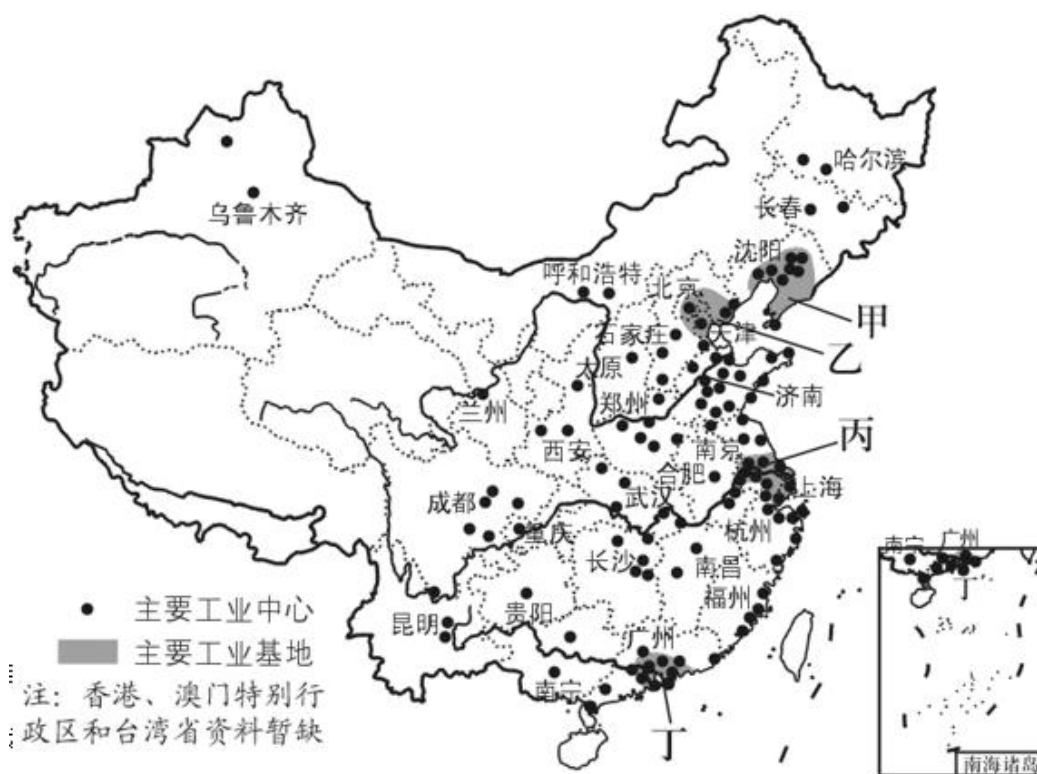 哈尔滨
乌鲁木齐
长春
沈阳
呼和浩特
北京
甲
石家庄
天津
乙
太原
济南
兰州
郑州
丙
西安
南京
合肥
上海
成都
武汉
重庆
杭州
长沙
南昌
福州
贵阳
昆明
广州
南宁
丁
主要工业中心
主要工业基地
注：香港、澳门特别行
政区和台湾省资料暂缺
南宁
广州
丁
南海诸岛